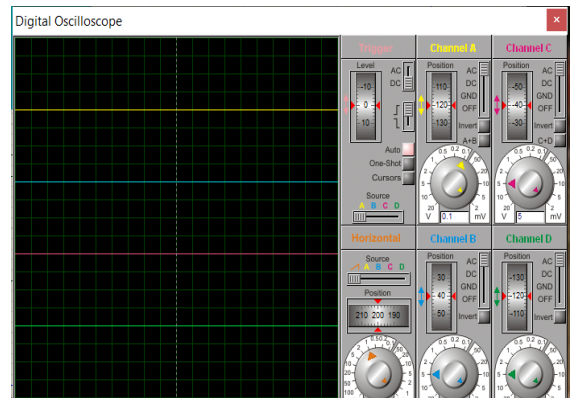 Digital Oscilloscope
Trigger
Level
AC
DC
0
10
Auto
One-Shot
Cursors
Source
A B C D
Channel A
Position
110
-120
130
AC
DC
GND
OFF
Invert
A+B
V 0.1 mV
Channel C
Position
-50
-40
-30
AC
DC
GND
OFF
Invert
C+D
V 5 mV
Horizontal
Source
A B C D
Position
210 200 190
Channel B
Position
30
40
50
AC
DC
GND
OFF
Invert
Channel D
Position
-130
-120
-110
AC
DC
GND
OFF
Invert